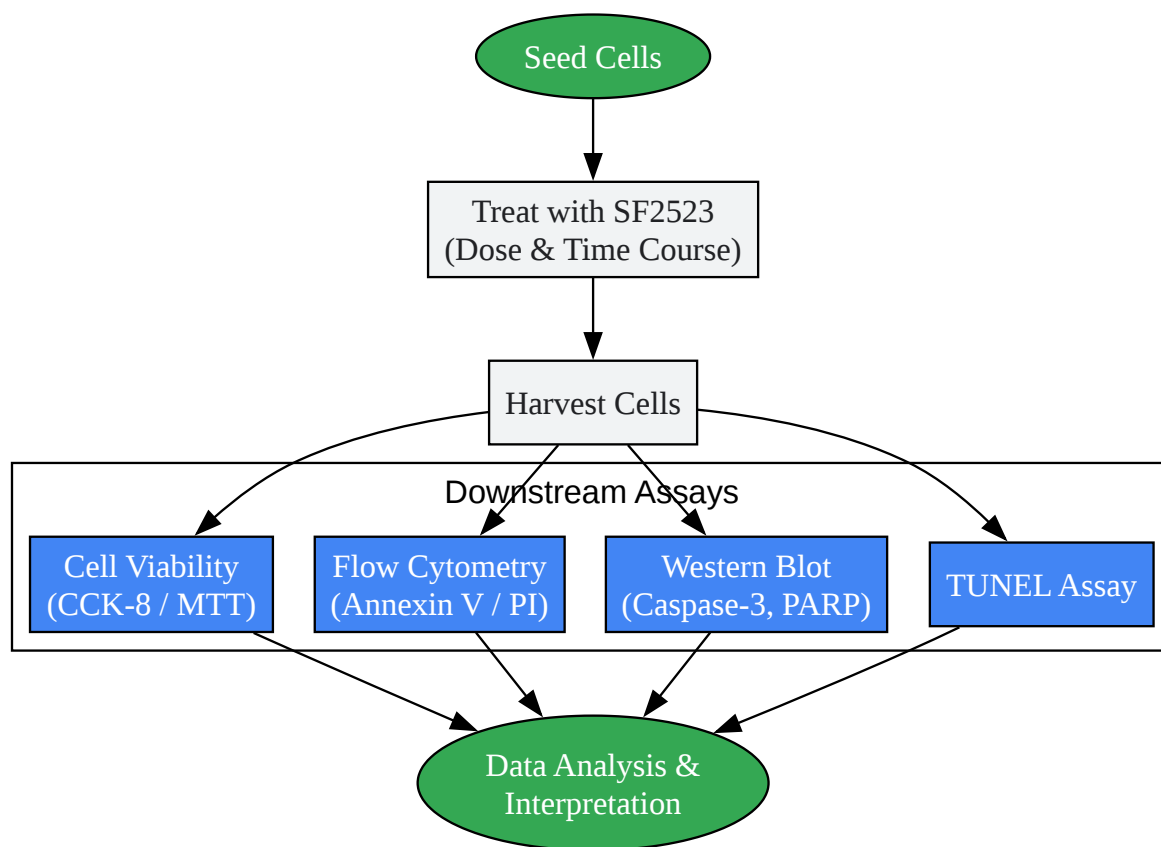 Seed Cells
Treat with SF2523
(Dose & Time Course)
Harvest Cells
Downstream Assays
Cell Viability
(CCK-8 / MTT)
Flow Cytometry
(Annexin V / PI)
Western Blot
(Caspase-3, PARP)
TUNEL Assay
Data Analysis &
Interpretation